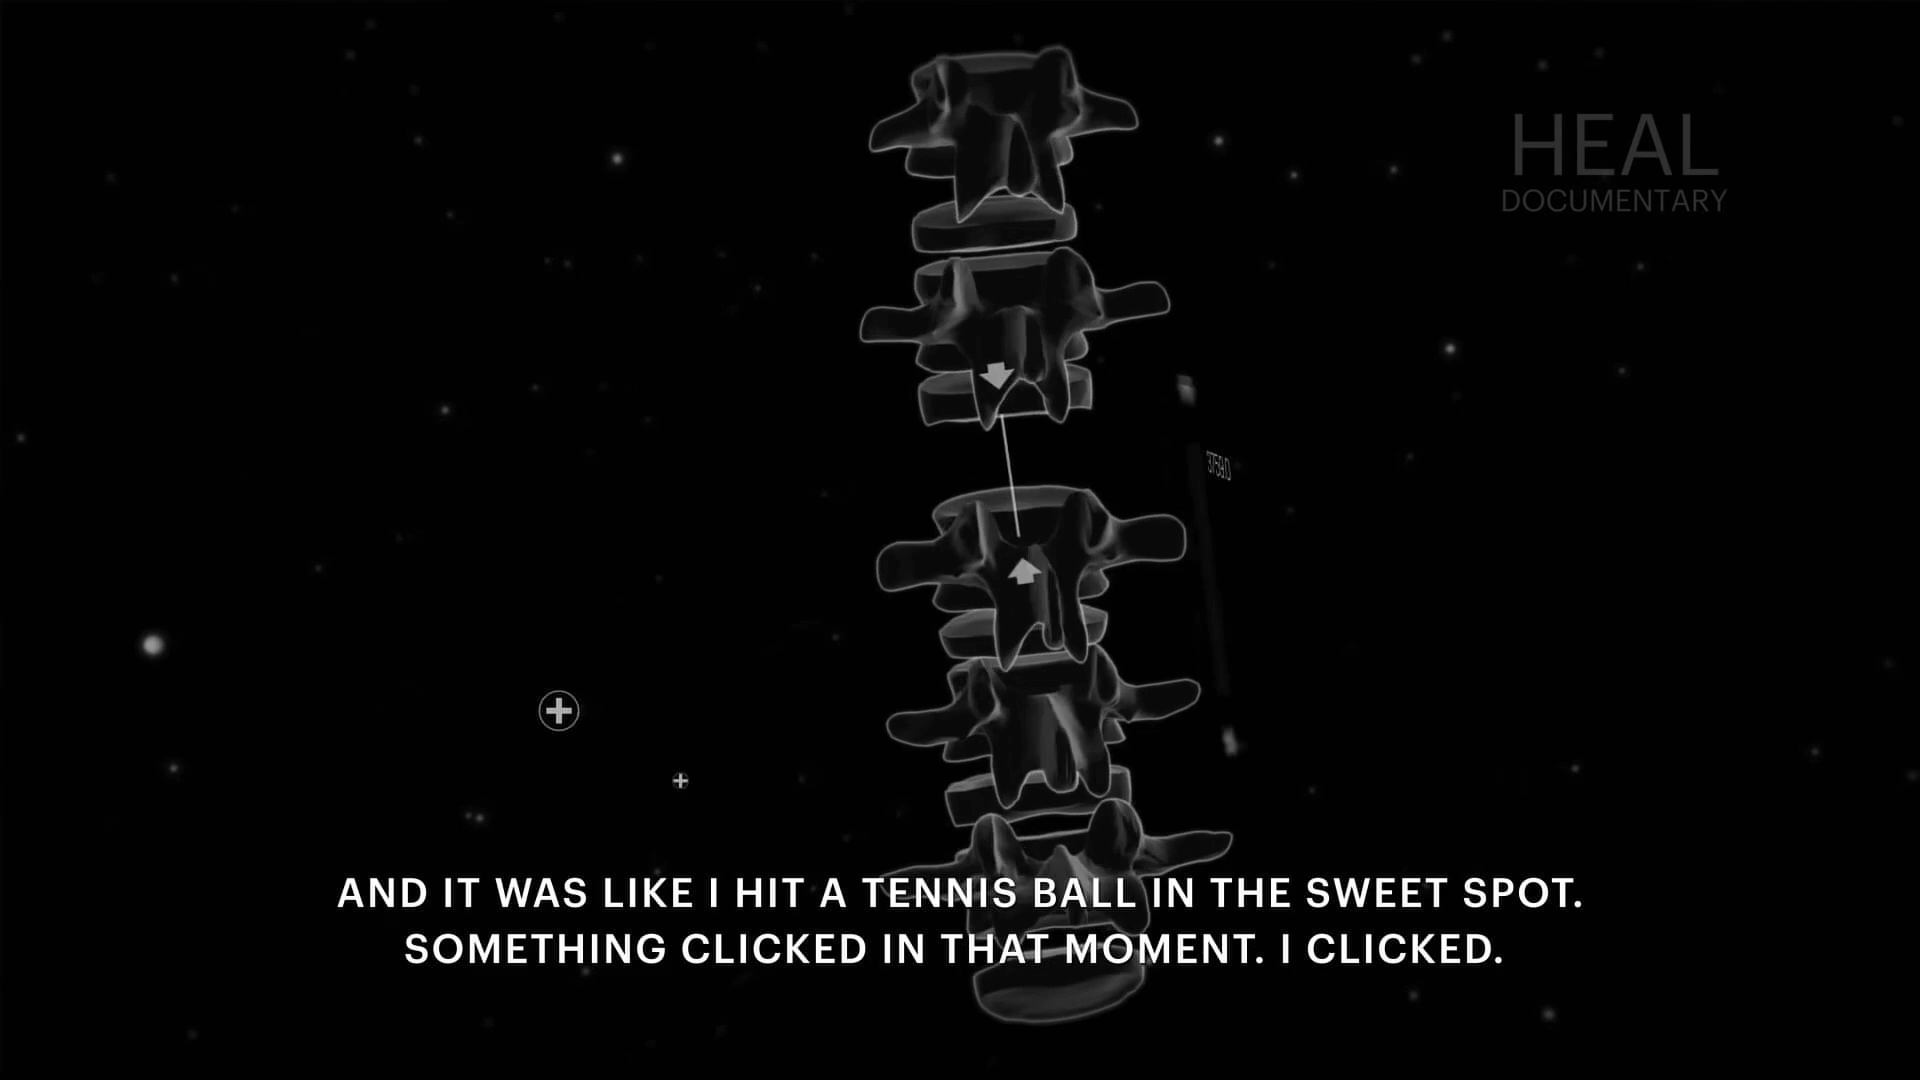 HEAL
DOCUMENTARY
AND IT WAS LIKE I HIT A TENNIS BALL IN THE SWEET SPOT.
SOMETHING CLICKED IN THAT MOMENT. I CLICKED.